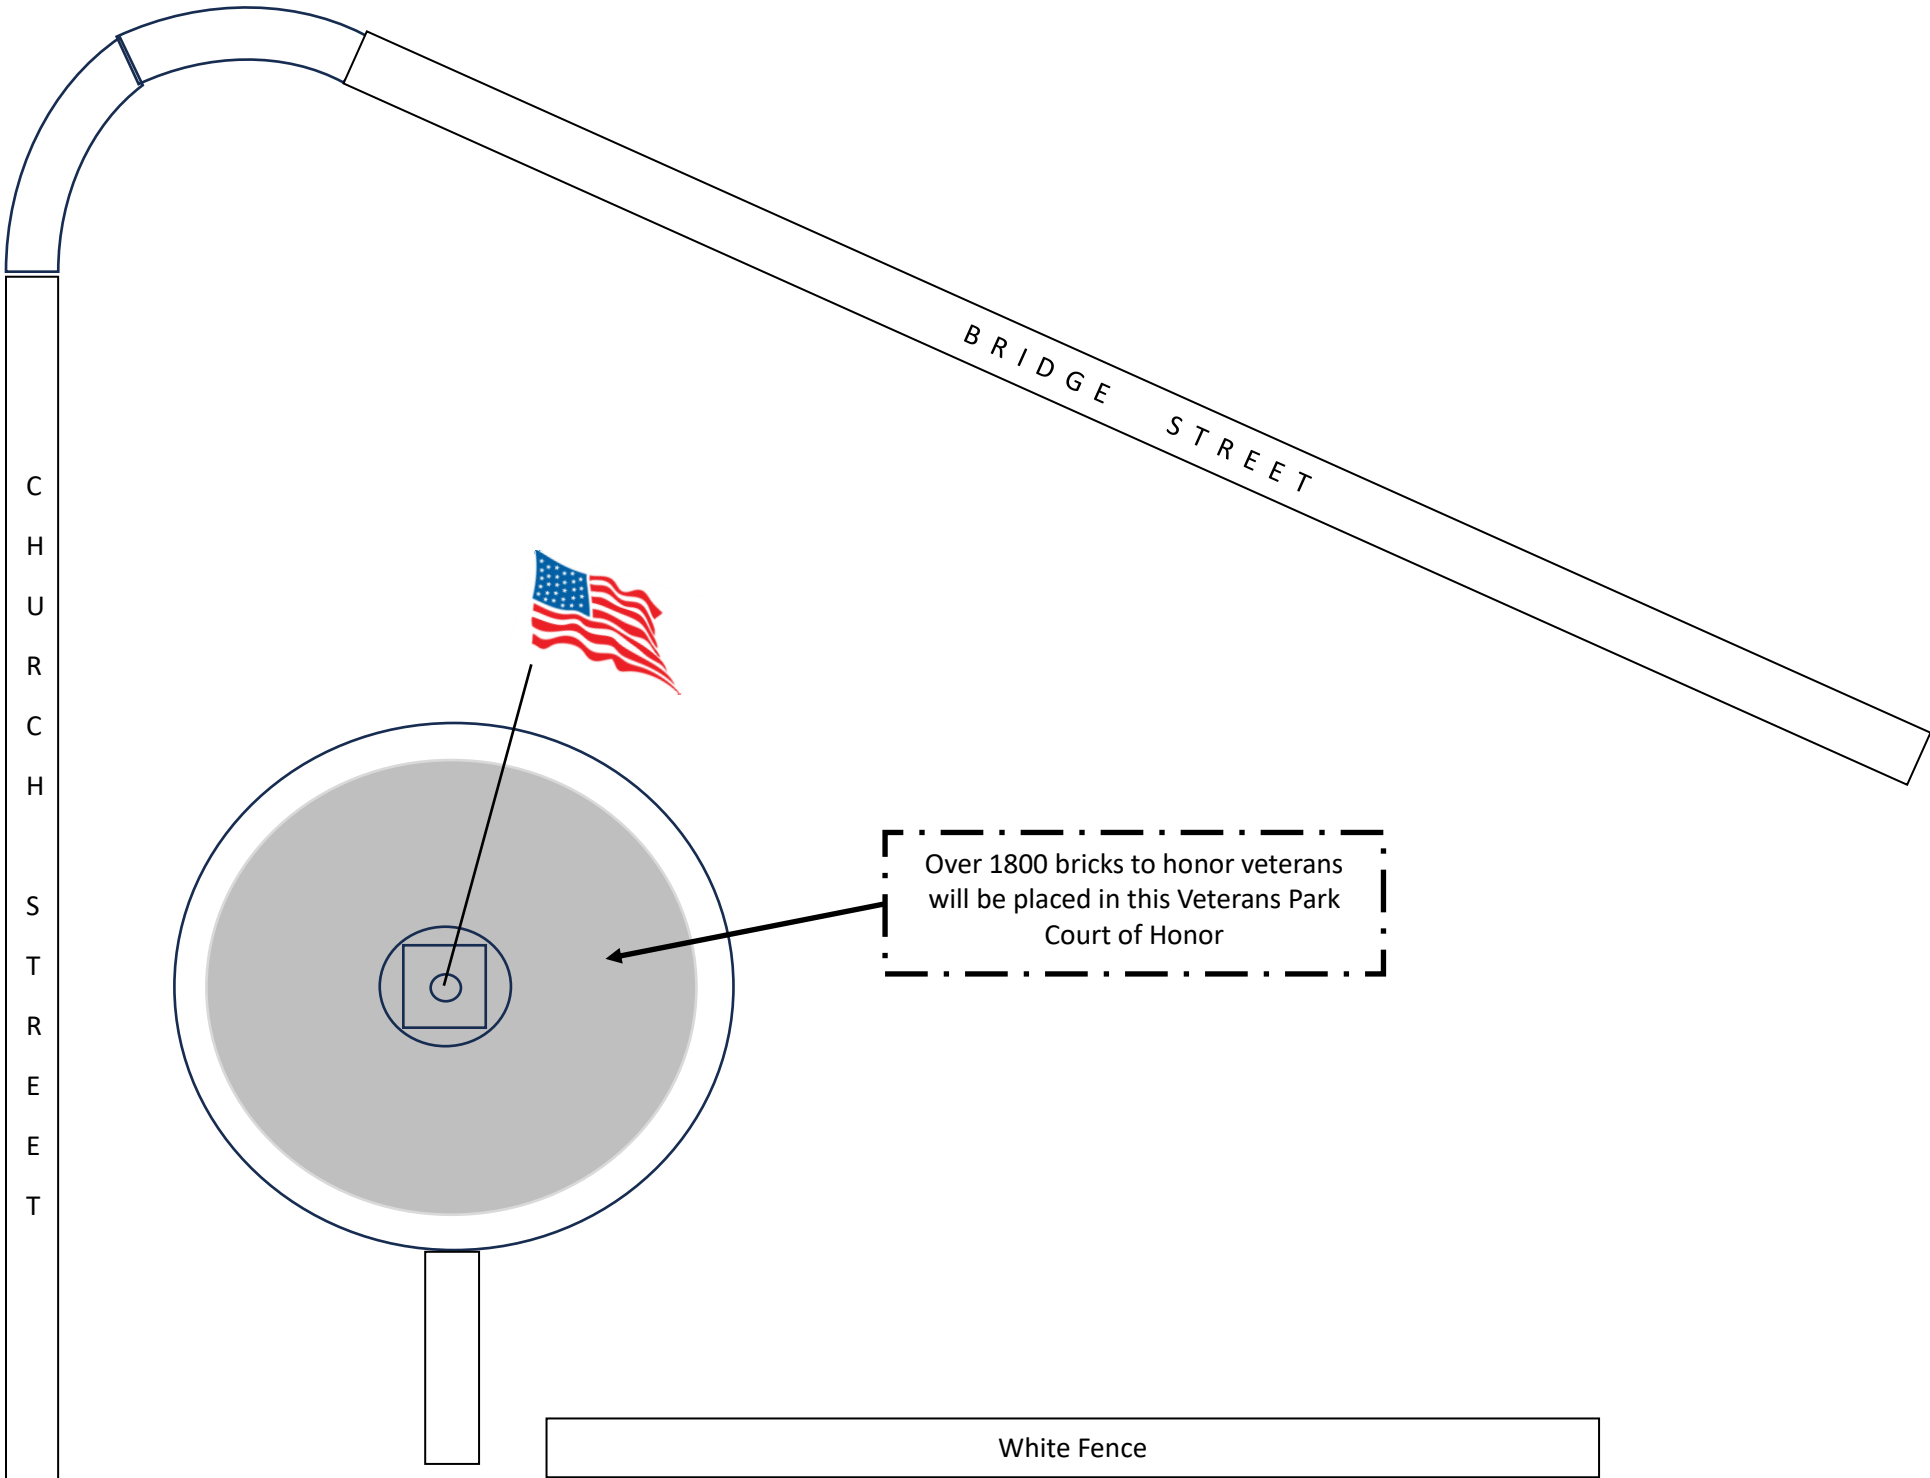 BRIDGE STREET
CHURCH STREET
Over 1800 bricks to honor veterans
will be placed in this Veterans Park
Court of Honor
White Fence